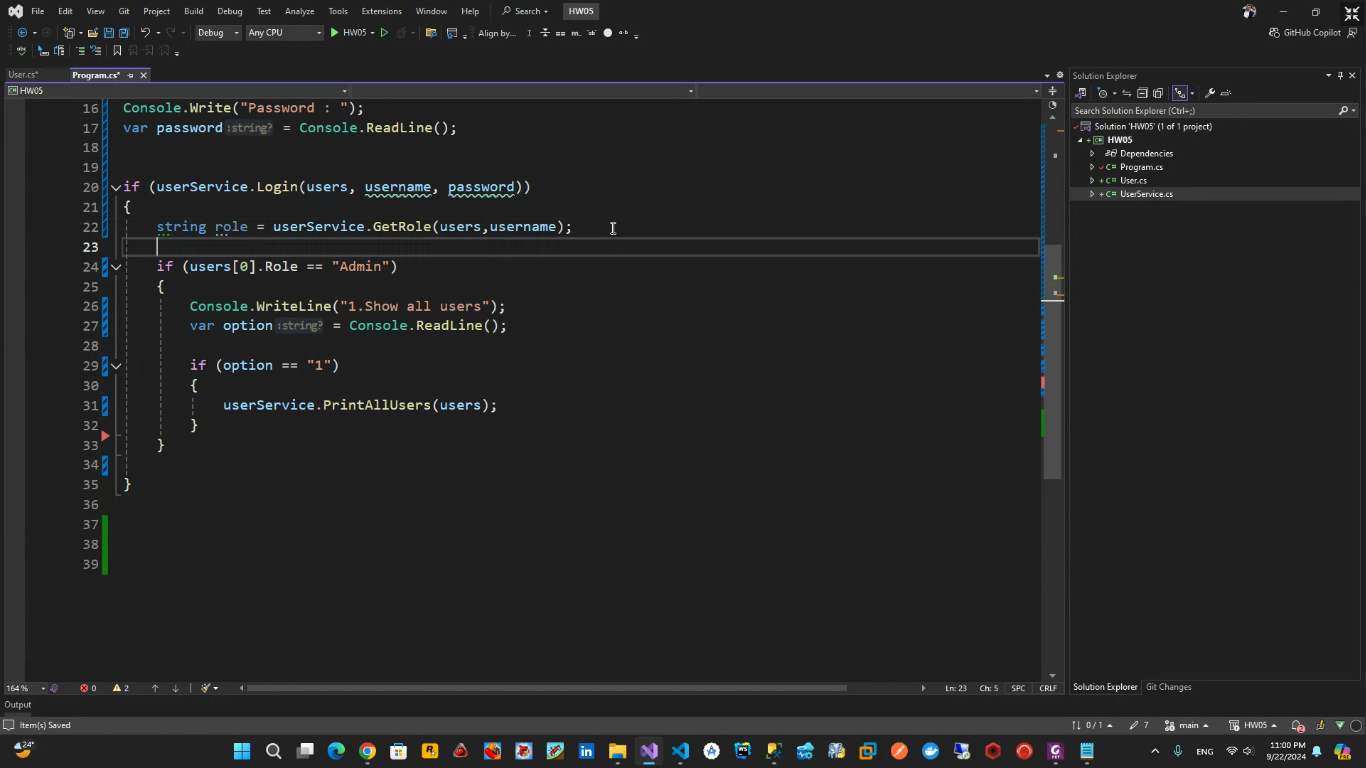 File Edit View Git Project Build Debug Test Analyze Tools Extensions Window Help Search HW05
Debug Any CPU HW05 Align by... GitHub Copilot
User.cs* Program.cs*
HW05
16 Console.Write("Password : ");
17 var password :string? = Console.ReadLine();
18
19
20 if (userService.Login(users, username, password))
21 {
22 string role = userService.GetRole(users,username);
23
24 if (users[0].Role == "Admin")
25 {
26 Console.WriteLine("1.Show all users");
27 var option :string? = Console.ReadLine();
28
29 if (option == "1")
30 {
31 userService.PrintAllUsers(users);
32 }
33 }
34
35 }
36
37
38
39
164 % 0 2 Ln: 23 Ch: 5 SPC CRLF
Output
Item(s) Saved 0 / 1 7 main HW05 2
Solution Explorer
Search Solution Explorer (Ctrl+;)
Solution 'HW05' (1 of 1 project)
HW05
Dependencies
Program.cs
User.cs
UserService.cs
Solution Explorer Git Changes
24° ENG 11:00 PM
9/22/2024